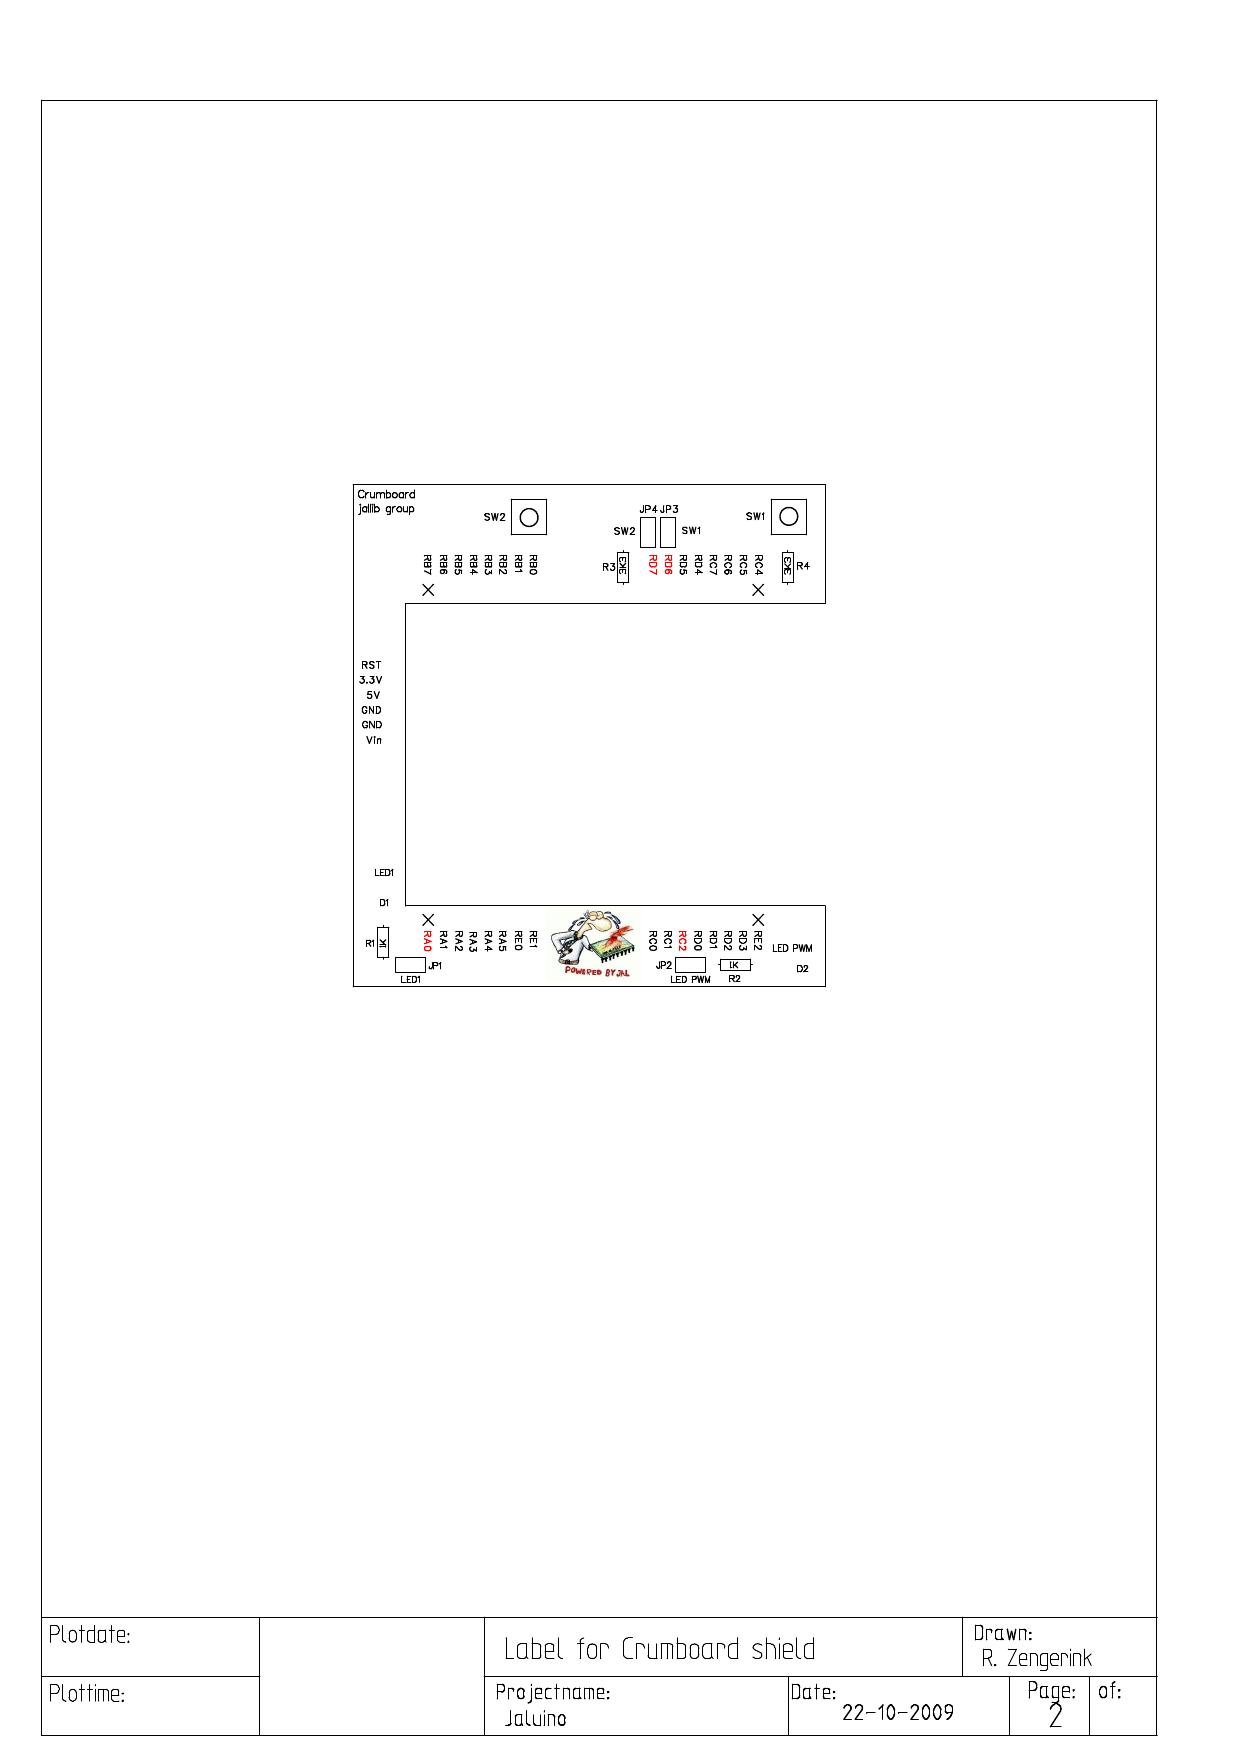 Crumboard
jallib group
JP4 JP3
SW2
SW1
SW2
SW1
RB7 RB6 RB5 RB4 RB3 RB2 RB1 RB0
R3 3K3
RD7 RD6 RD5 RD4 RC7 RC6 RC5 RC4
3K3 R4
RST
3.3V
5V
GND
GND
Vin
LED1
D1
R1 1K
RA0 RA1 RA2 RA3 RA4 RA5 RE0 RE1
RC0 RC1 RC2 RD0 RD1 RD2 RD3 RE2
LED PWM
JP1
POWERED BY JAL
JP2
1K
D2
LED1
LED PWM
R2
Plotdate:
Label for Crumboard shield
Drawn:
R. Zengerink
Plottime:
Projectname:
Jaluino
Date:
22-10-2009
Page:
2
of: